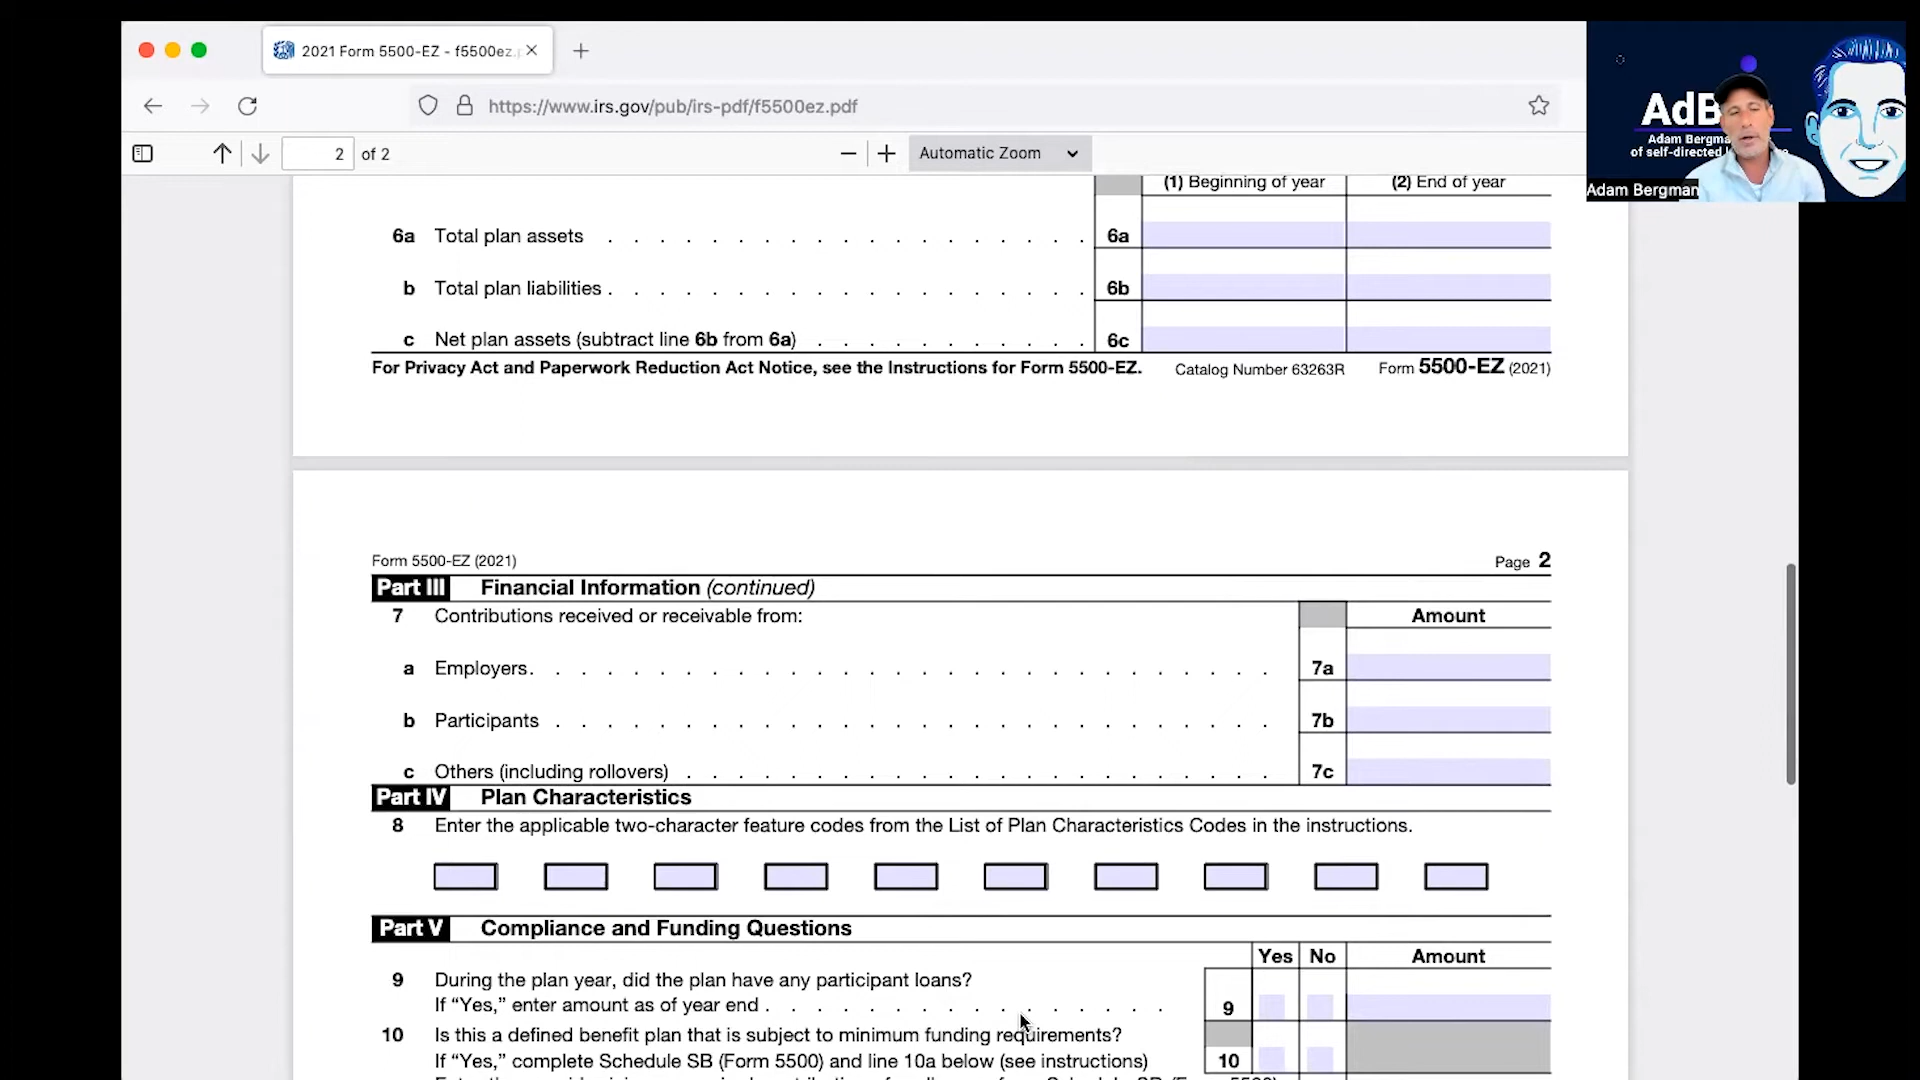 2021 Form 5500-EZ - f5500ez.
https://www.irs.gov/pub/irs-pdf/f5500ez.pdf
2 of 2
Automatic Zoom
AdB
Adam Bergma
of self-directed
Adam Bergman
(1) Beginning of year (2) End of year
6a Total plan assets . . . . . . . . . . . . . . . . . . . 6a
b Total plan liabilities . . . . . . . . . . . . . . . . . . . 6b
c Net plan assets (subtract line 6b from 6a) . . . . . . . . . . . 6c
For Privacy Act and Paperwork Reduction Act Notice, see the Instructions for Form 5500-EZ. Catalog Number 63263R Form 5500-EZ (2021)
Form 5500-EZ (2021) Page 2
Part III Financial Information (continued)
7 Contributions received or receivable from: Amount
a Employers. . . . . . . . . . . . . . . . . . . . . . . . . . . . . 7a
b Participants . . . . . . . . . . . . . . . . . . . . . . . . . . . . 7b
c Others (including rollovers) . . . . . . . . . . . . . . . . . . . . . . . 7c
Part IV Plan Characteristics
8 Enter the applicable two-character feature codes from the List of Plan Characteristics Codes in the instructions.
Part V Compliance and Funding Questions
Yes No Amount
9 During the plan year, did the plan have any participant loans?
If “Yes,” enter amount as of year end . . . . . . . . . . . . . . . . 9
10 Is this a defined benefit plan that is subject to minimum funding requirements?
If “Yes,” complete Schedule SB (Form 5500) and line 10a below (see instructions) 10